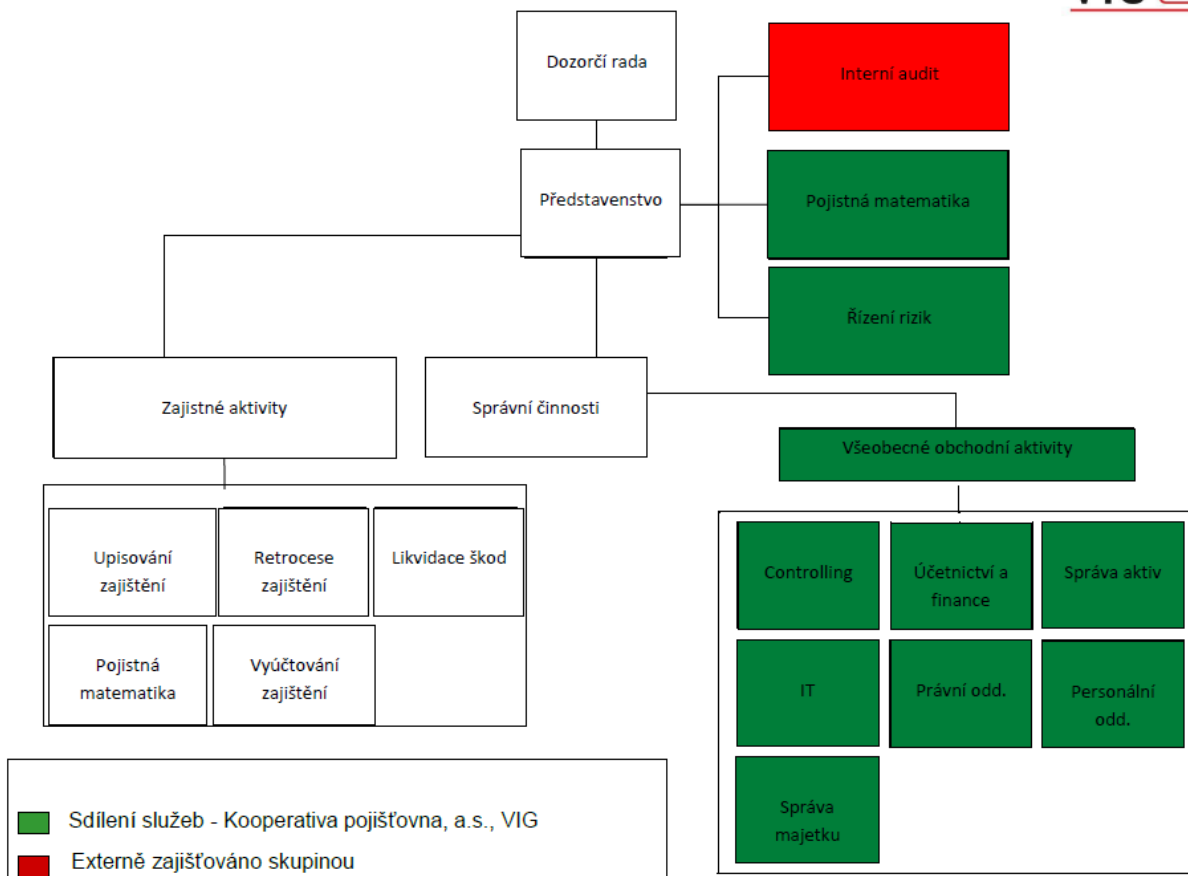 Dozorčí rada
Interní audit
Představenstvo
Pojistná matematika
Řízení rizik
Zajistné aktivity
Správní činnosti
Všeobecné obchodní aktivity
Upisování
zajištění
Retrocese
zajištění
Likvidace škod
Pojistná
matematika
Vyúčtování
zajištění
Controlling
Účetnictví a
finance
Správa aktiv
IT
Právní odd.
Personální
odd.
Správa
majetku
Sdílení služeb - Kooperativa pojišťovna, a.s., VIG
Externě zajišťováno skupinou